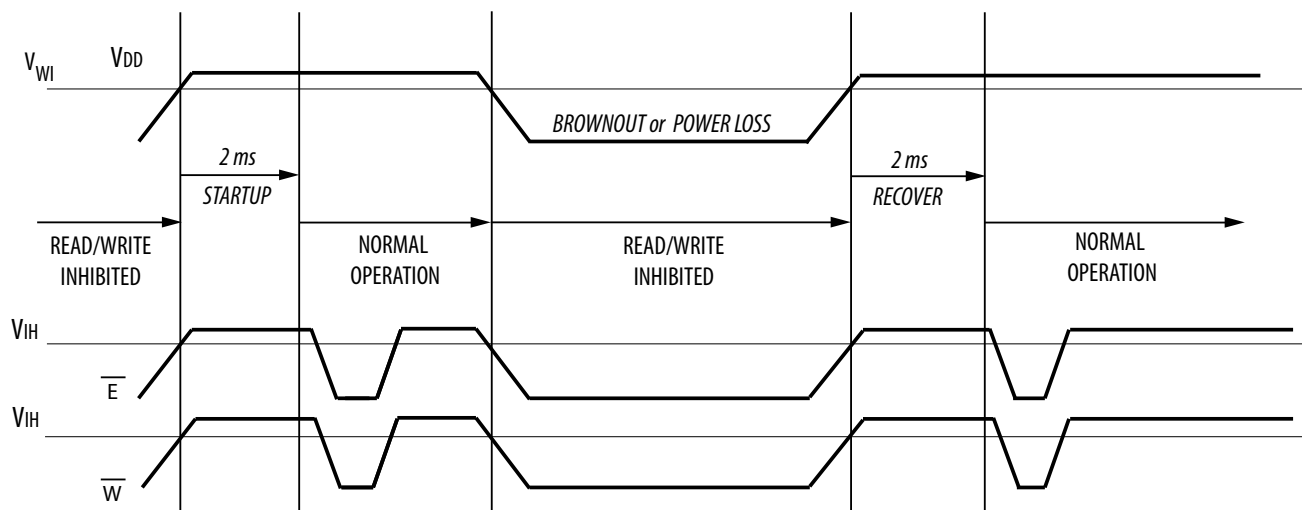 VWI VDD
BROWNOUT or POWER LOSS
2 ms
STARTUP
2 ms
RECOVER
READ/WRITE
INHIBITED
NORMAL
OPERATION
READ/WRITE
INHIBITED
NORMAL
OPERATION
VIH
E
VIH
W